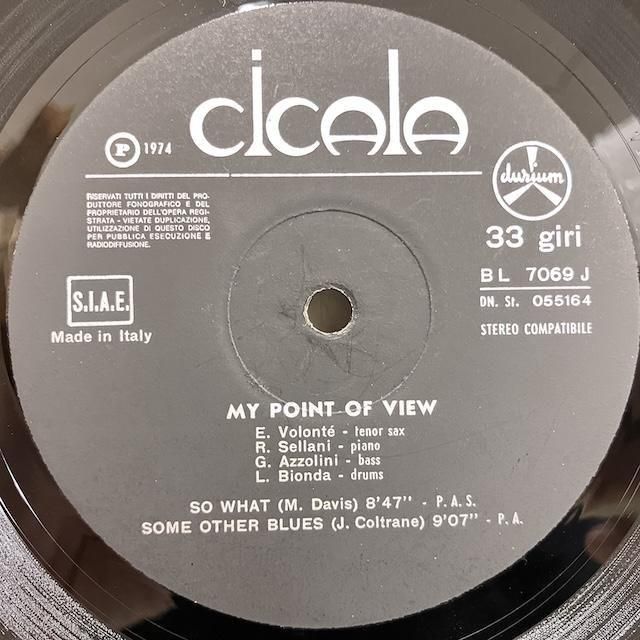 cicala
P 1974
durium
RISERVATI TUTTI I DIRITTI DEL PRO-
DUTTORE FONOGRAFICO E DEL
PROPRIETARIO DELL'OPERA REGI-
STRATA - VIETATE DUPLICAZIONE,
UTILIZZAZIONE DI QUESTO DISCO
PER PUBBLICA ESECUZIONE E
RADIODIFFUSIONE.
33 giri
BL 7069 J
DN. St. 055164
STEREO COMPATIBILE
S.I.A.E.
Made in Italy
MY POINT OF VIEW
E. Volonté - tenor sax
R. Sellani - piano
G. Azzolini - bass
L. Bionda - drums
SO WHAT (M. Davis) 8'47'' - P.A.S.
SOME OTHER BLUES (J. Coltrane) 9'07'' - P.A.